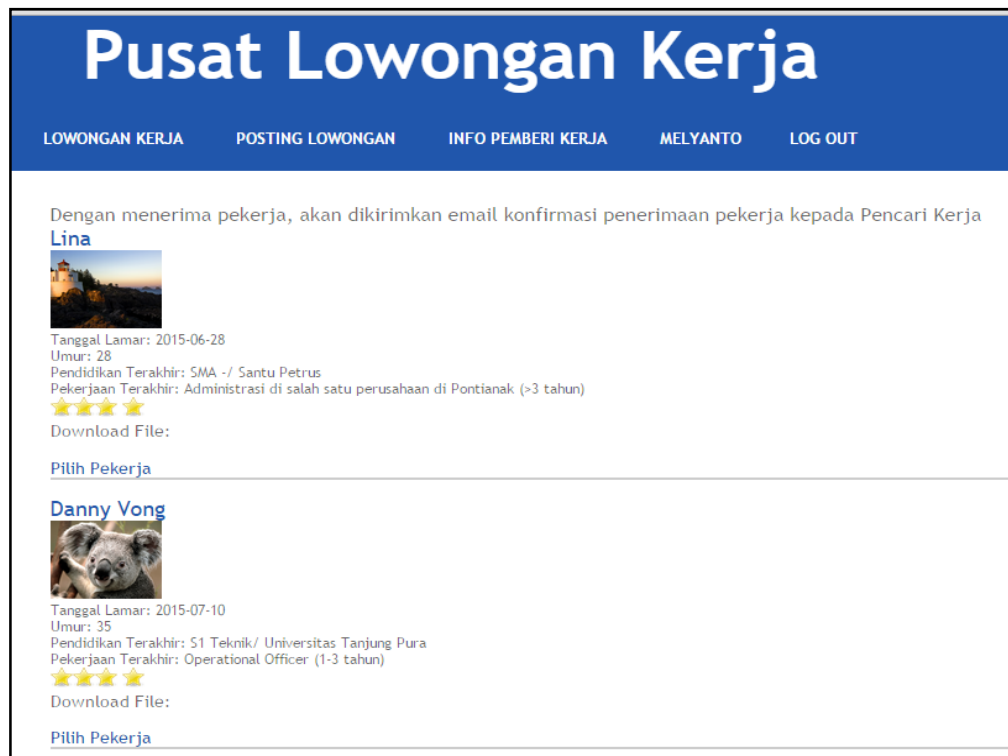 Pusat Lowongan Kerja
LOWONGAN KERJA POSTING LOWONGAN INFO PEMBERI KERJA MELYANTO LOG OUT
Dengan menerima pekerja, akan dikirimkan email konfirmasi penerimaan pekerja kepada Pencari Kerja
Lina
Tanggal Lamar: 2015-06-28
Umur: 28
Pendidikan Terakhir: SMA -/ Santu Petrus
Pekerjaan Terakhir: Administrasi di salah satu perusahaan di Pontianak (>3 tahun)
Download File:
Pilih Pekerja
Danny Vong
Tanggal Lamar: 2015-07-10
Umur: 35
Pendidikan Terakhir: S1 Teknik/ Universitas Tanjung Pura
Pekerjaan Terakhir: Operational Officer (1-3 tahun)
Download File:
Pilih Pekerja